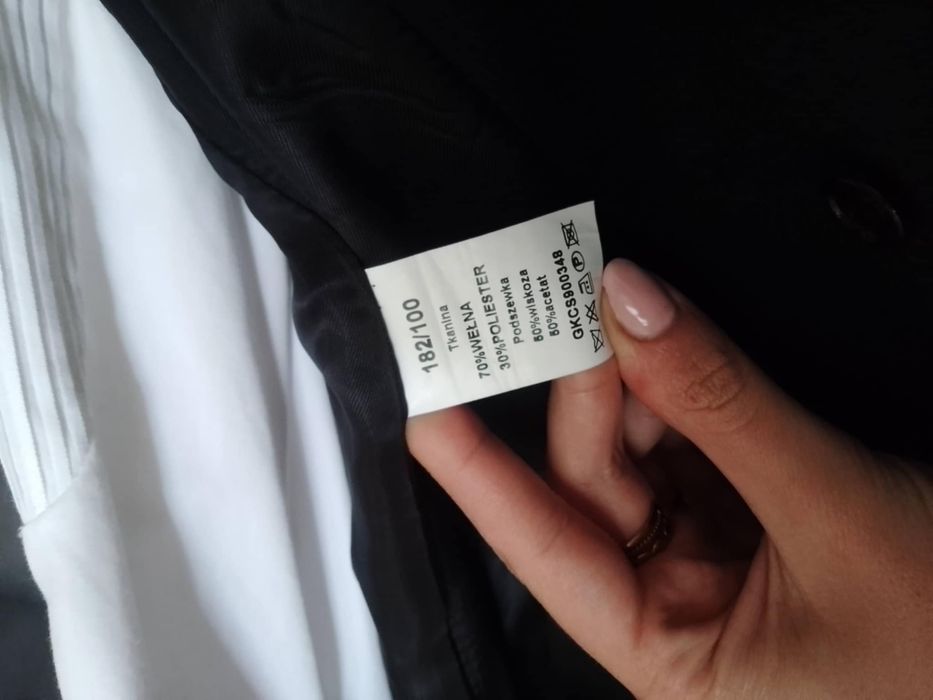 182/100
Tkanina
70%WEŁNA
30%POLIESTER
Podszewka
50%wiskoza
50%acetat
GKCS900348
P